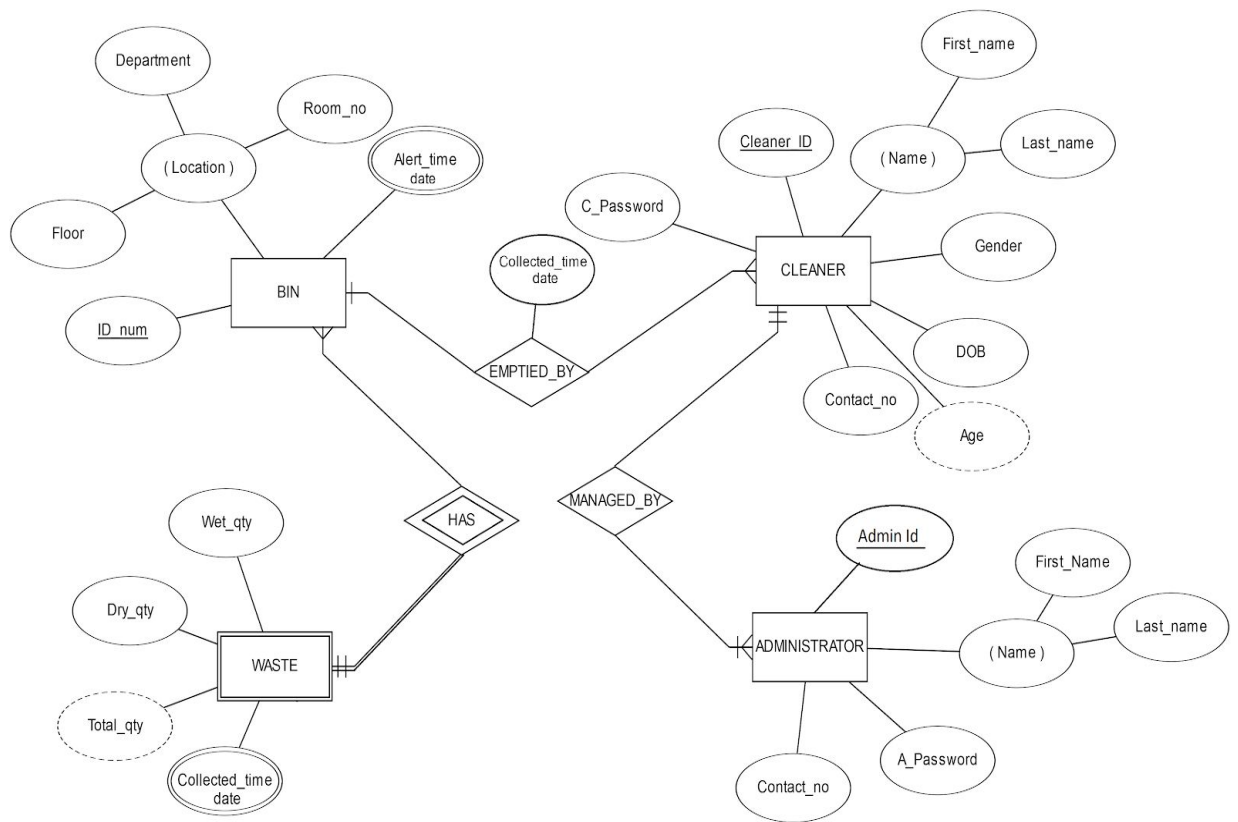 First_name
Department
Room_no
Cleaner_ID
Last_name
Alert_time
date
( Name )
( Location )
C_Password
Floor
Gender
Collected_time
date
CLEANER
BIN
ID_num
DOB
EMPTIED_BY
Contact_no
Age
MANAGED_BY
Wet_qty
HAS
Admin Id
First_Name
Dry_qty
Last_name
WASTE
ADMINISTRATOR
( Name )
Total_qty
A_Password
Collected_time
date
Contact_no